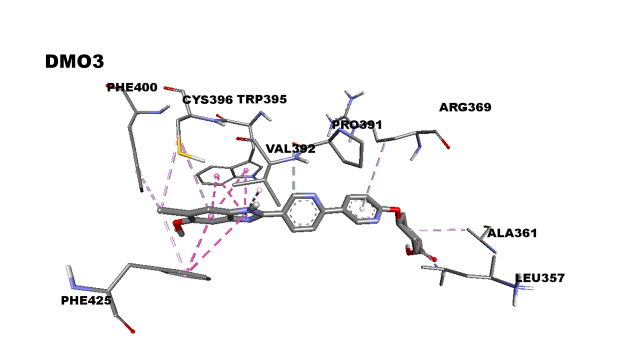 DMO3
PHE400
CYS396 TRP395
ARG369
PRO391
VAL392
ALA361
LEU357
PHE425